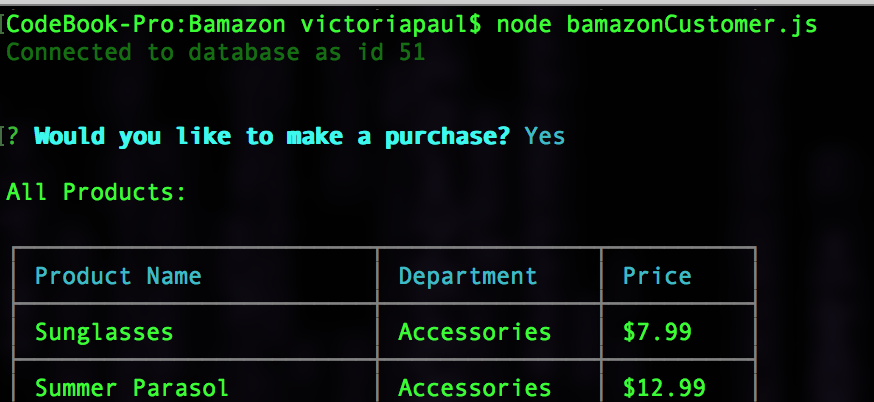 CodeBook-Pro:Bamazon victoriapaul$ node bamazonCustomer.js
Connected to database as id 51
? Would you like to make a purchase? Yes
All Products:
Product Name Department Price
Sunglasses Accessories $7.99
Summer Parasol Accessories $12.99